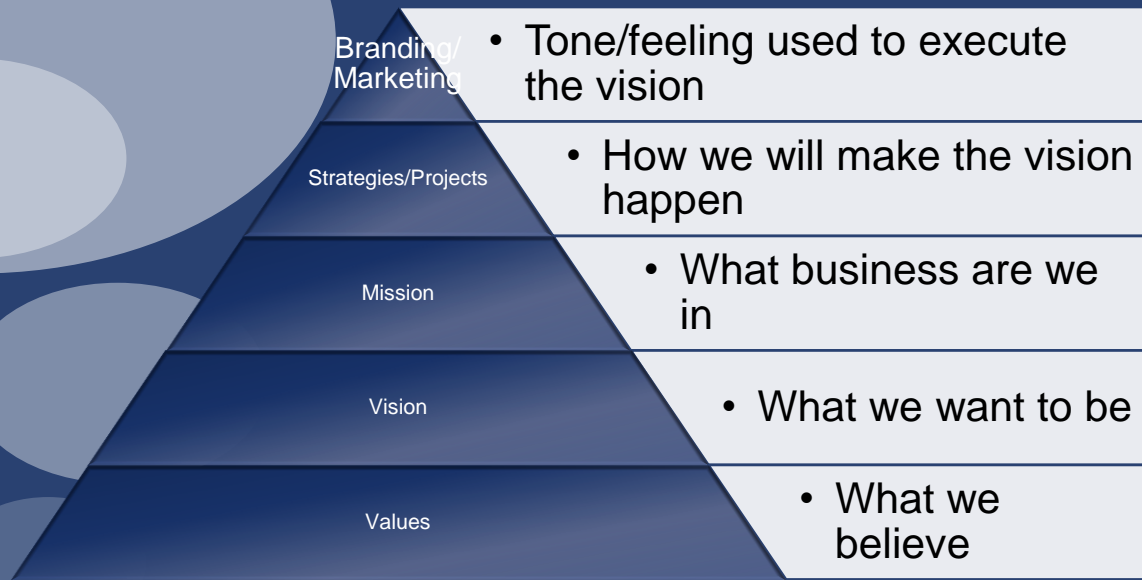 Branding/
Marketing
• Tone/feeling used to execute
the vision
Strategies/Projects
• How we will make the vision
happen
Mission
• What business are we
in
Vision
• What we want to be
Values
• What we
believe